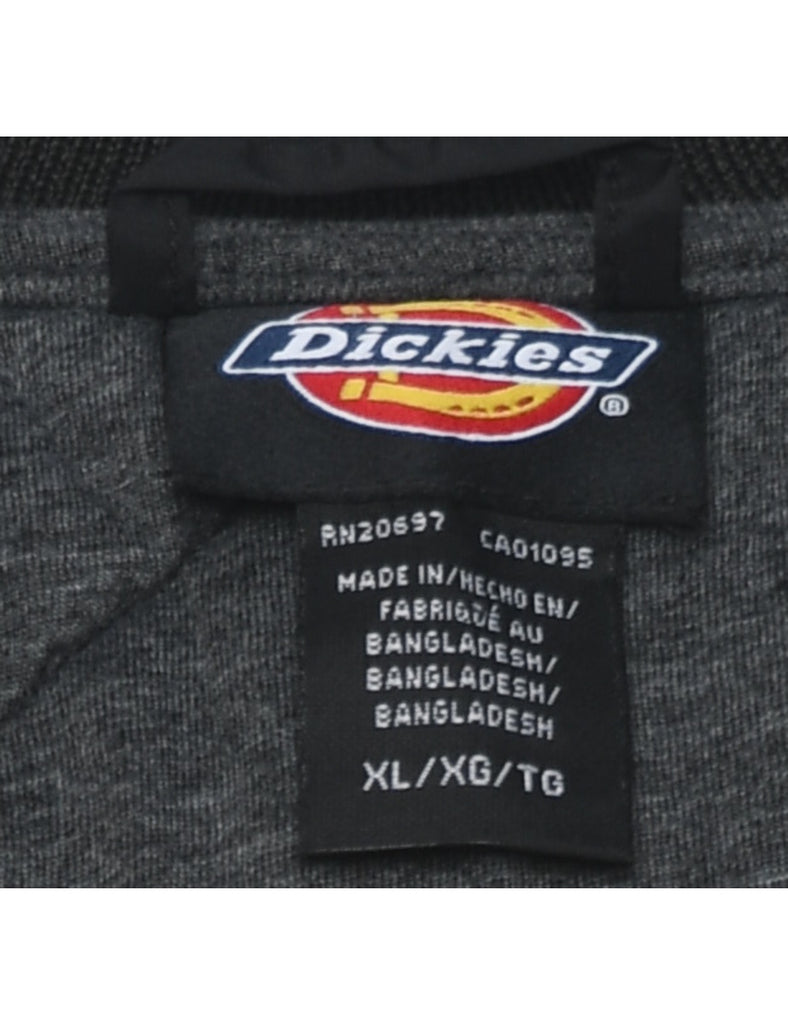 Dickies
®
RN20697 CA01095
MADE IN/HECHO EN/
FABRIQUÉ AU
BANGLADESH/
BANGLADESH/
BANGLADESH
XL/XG/TG